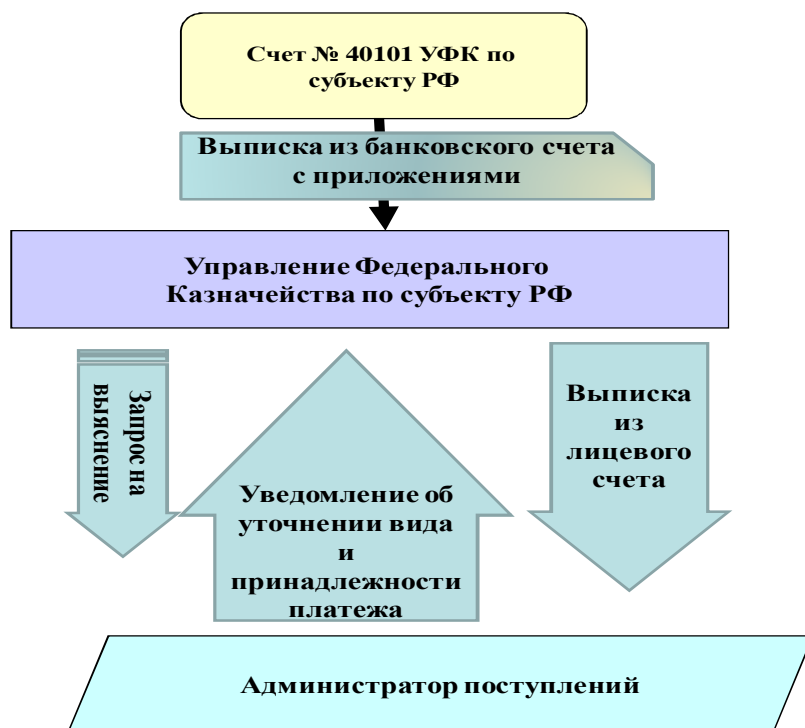 Счет № 40101 УФК по
субъекту РФ
Выписка из банковского счета
с приложениями
Управление Федерального
Казначейства по субъекту РФ
Запрос на
выяснение
Уведомление об
уточнении вида
и
принадлежности
платежа
Выписка
из
лицевого
счета
Администратор поступлений